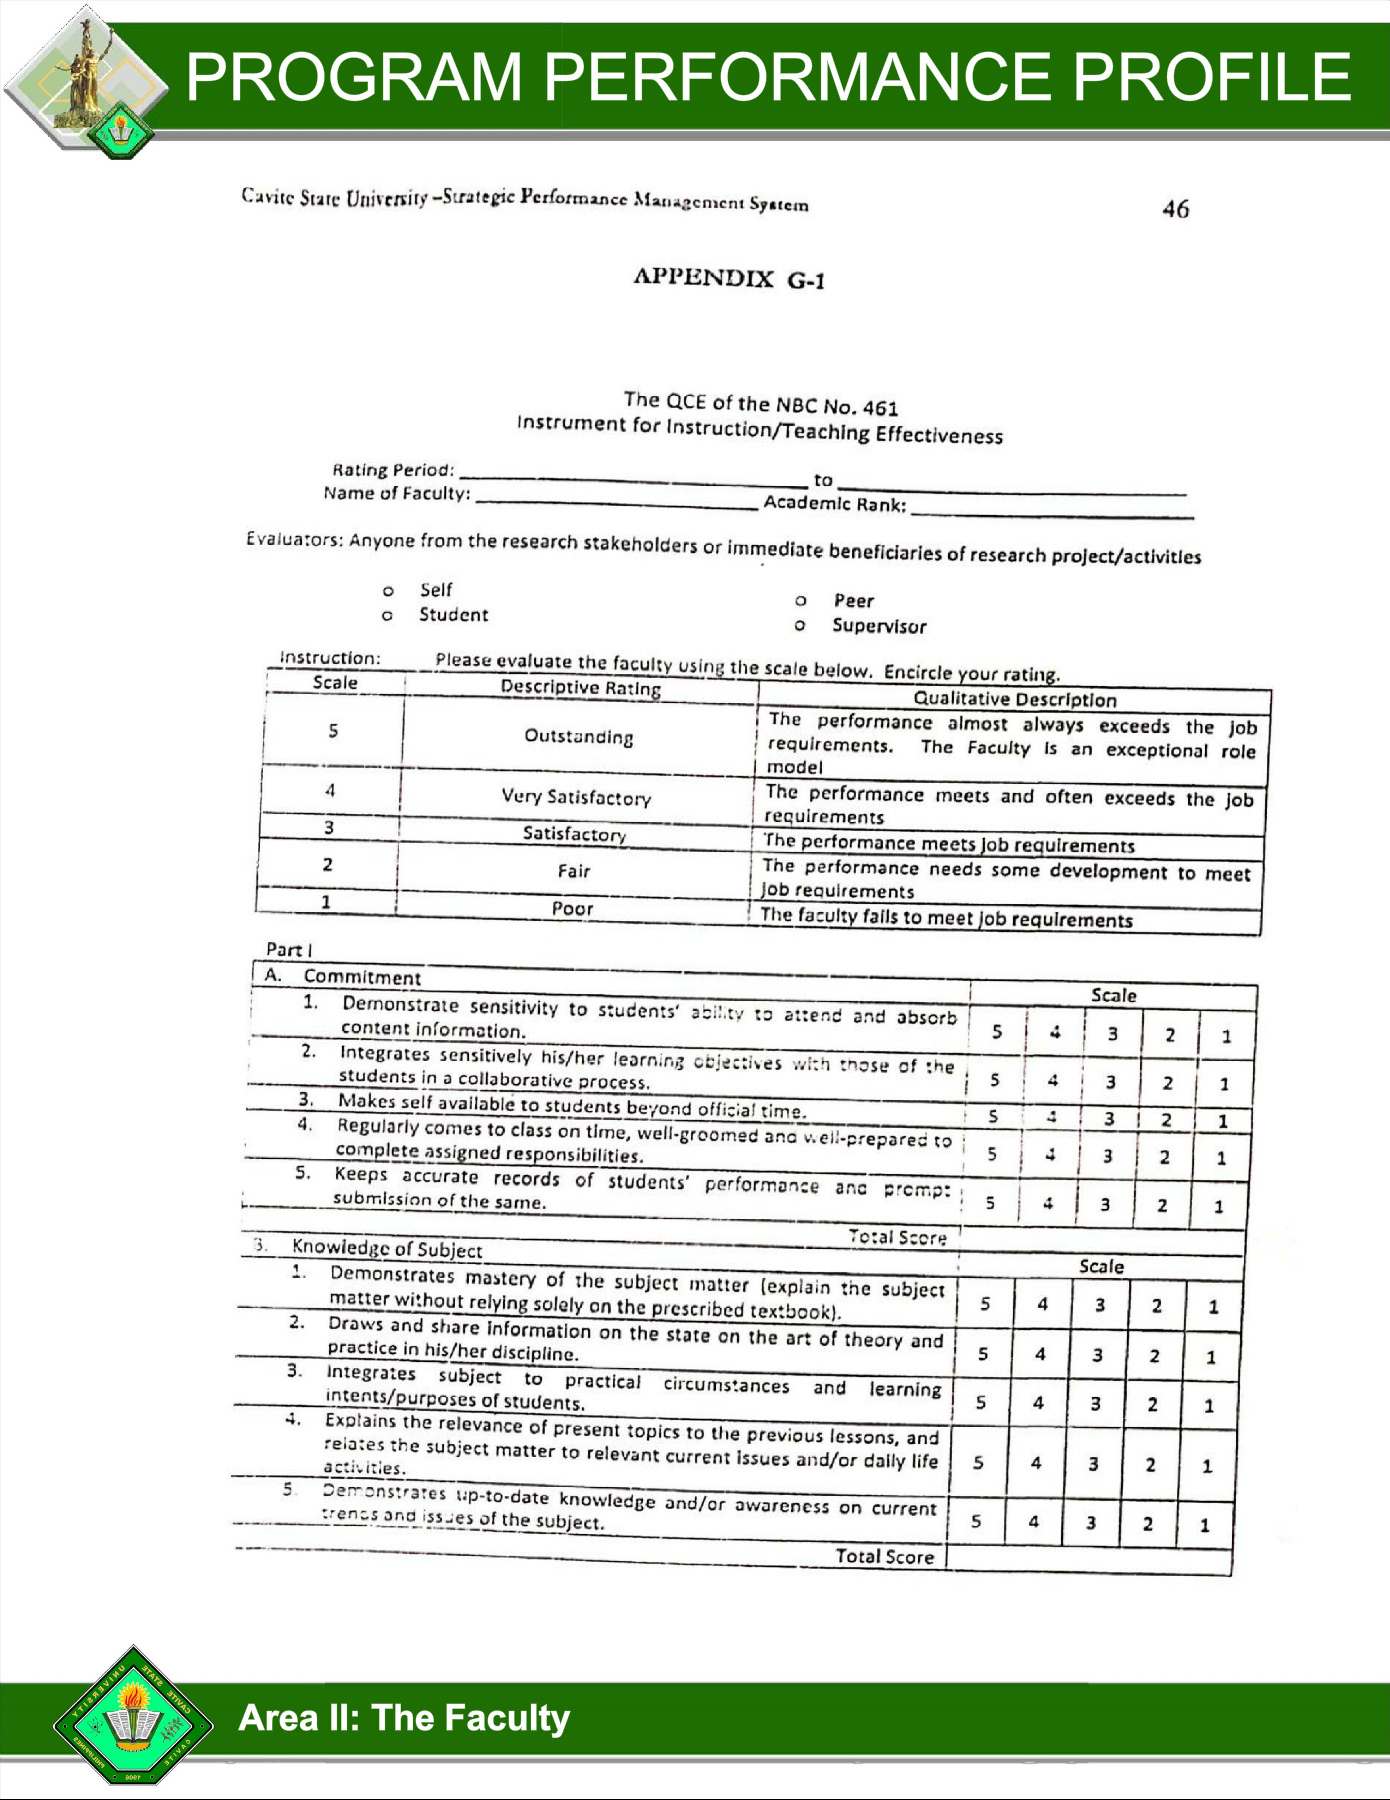 PROGRAM PERFORMANCE PROFILE
Cavite State University –Strategic Performance Management System
46
APPENDIX G-1
The QCE of the NBC No. 461
Instrument for Instruction/Teaching Effectiveness
Rating Period: ______ to ______
Name of Faculty: ______ Academic Rank: ______
Evaluators: Anyone from the research stakeholders or immediate beneficiaries of research project/activities
o Self
o Peer
o Student
o Supervisor
Instruction: Please evaluate the faculty using the scale below. Encircle your rating.
Scale Descriptive Rating Qualitative Description
5 Outstanding The performance almost always exceeds the job
requirements. The Faculty is an exceptional role
model
4 Very Satisfactory The performance meets and often exceeds the job
requirements
3 Satisfactory The performance meets job requirements
2 Fair The performance needs some development to meet
job requirements
1 Poor The faculty fails to meet job requirements
Part I
A. Commitment Scale
1. Demonstrate sensitivity to students' ability to attend and absorb
content information. 5 4 3 2 1
2. Integrates sensitively his/her learning objectives with those of the
students in a collaborative process. 5 4 3 2 1
3. Makes self available to students beyond official time. 5 4 3 2 1
4. Regularly comes to class on time, well-groomed and well-prepared to
complete assigned responsibilities. 5 4 3 2 1
5. Keeps accurate records of students' performance and prompt
submission of the same. 5 4 3 2 1
Total Score
B. Knowledge of Subject Scale
1. Demonstrates mastery of the subject matter (explain the subject
matter without relying solely on the prescribed textbook). 5 4 3 2 1
2. Draws and share information on the state on the art of theory and
practice in his/her discipline. 5 4 3 2 1
3. Integrates subject to practical circumstances and learning
intents/purposes of students. 5 4 3 2 1
4. Explains the relevance of present topics to the previous lessons, and
relates the subject matter to relevant current issues and/or daily life
activities. 5 4 3 2 1
5. Demonstrates up-to-date knowledge and/or awareness on current
trends and issues of the subject. 5 4 3 2 1
Total Score
CAVITE STATE UNIVERSITY
CAVITE PHILIPPINES
1906
Area II: The Faculty